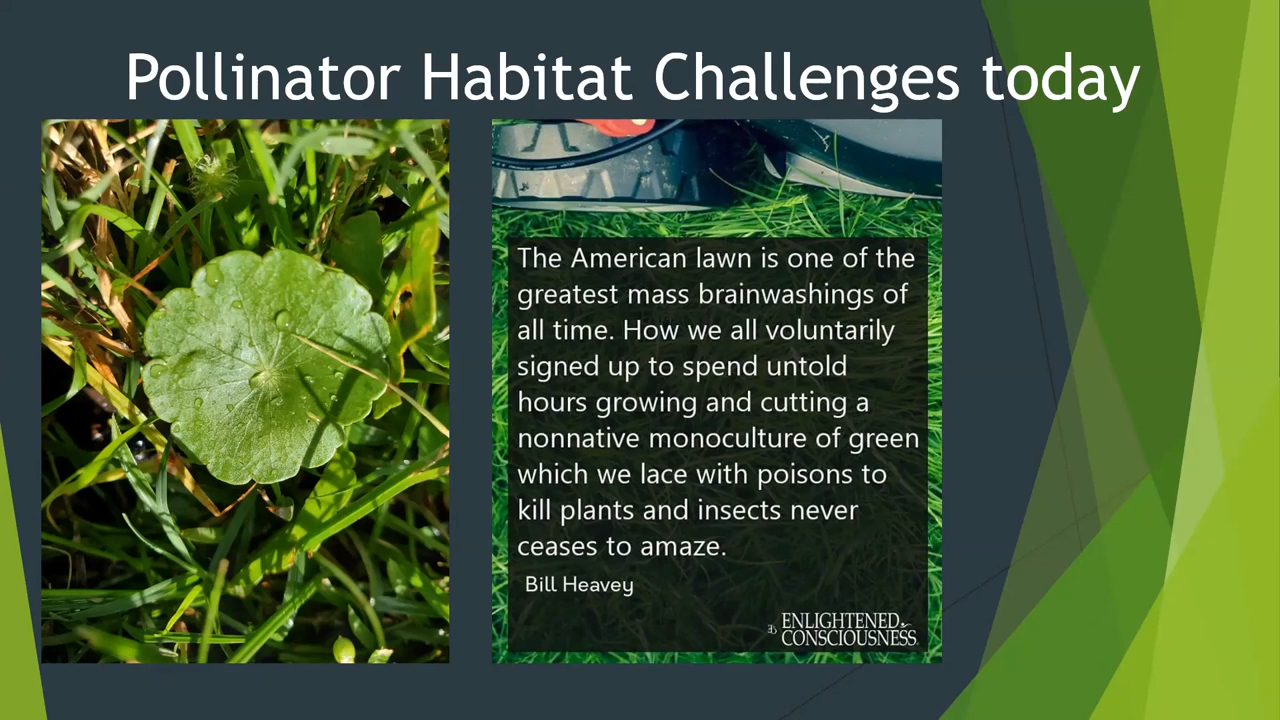 Pollinator Habitat Challenges today
The American lawn is one of the
greatest mass brainwashings of
all time. How we all voluntarily
signed up to spend untold
hours growing and cutting a
nonnative monoculture of green
which we lace with poisons to
kill plants and insects never
ceases to amaze.
Bill Heavey
ENLIGHTENED
CONSCIOUSNESS